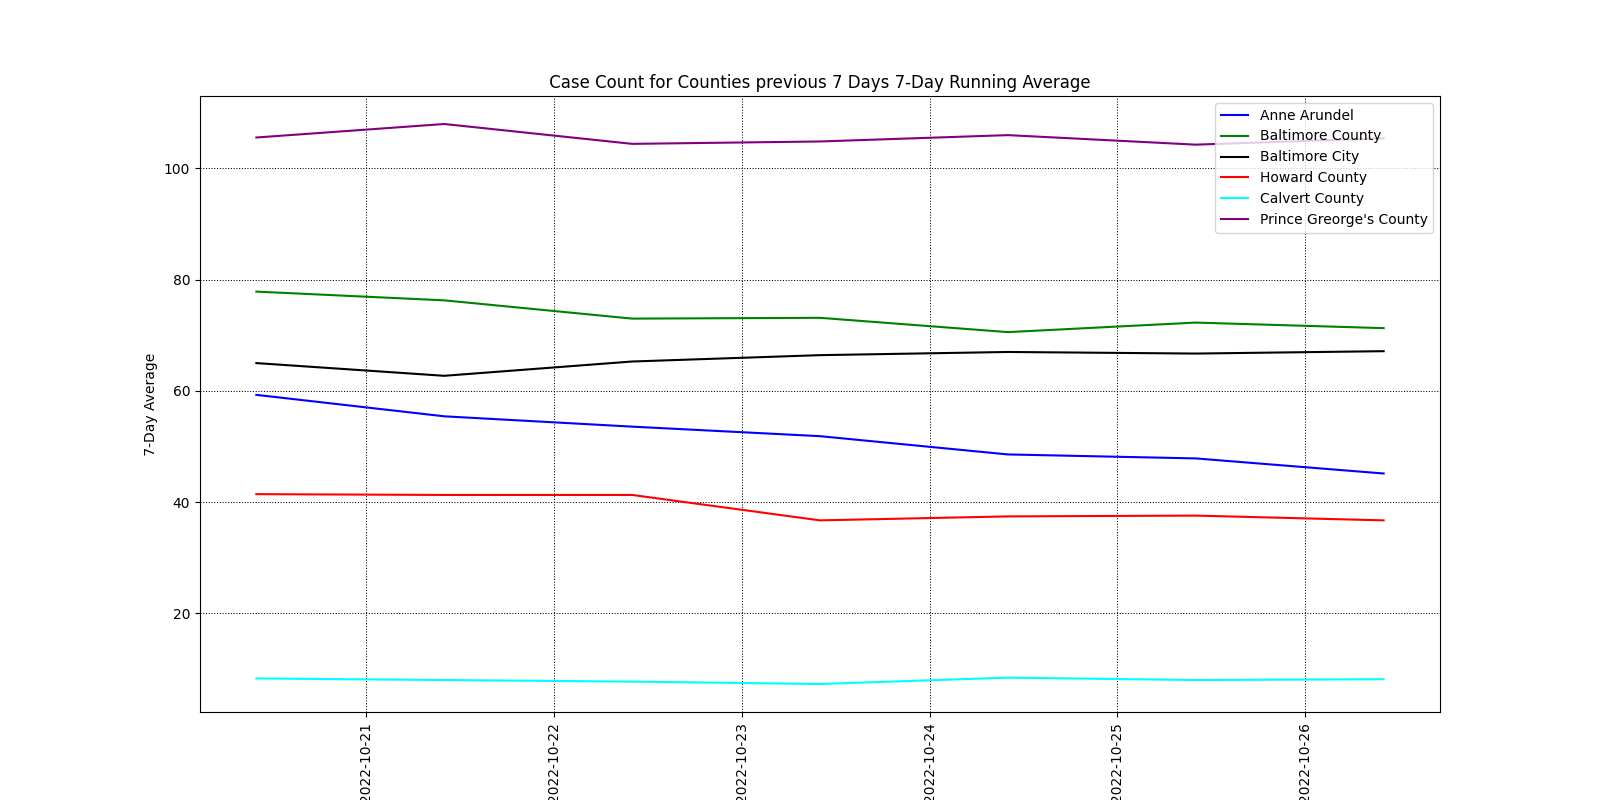 Case Count for Counties previous 7 Days 7-Day Running Average
Anne Arundel
Baltimore County
Baltimore City
Howard County
Calvert County
Prince Greorge's County
7-Day Average
100
80
60
40
20
2022-10-21
2022-10-22
2022-10-23
2022-10-24
2022-10-25
2022-10-26